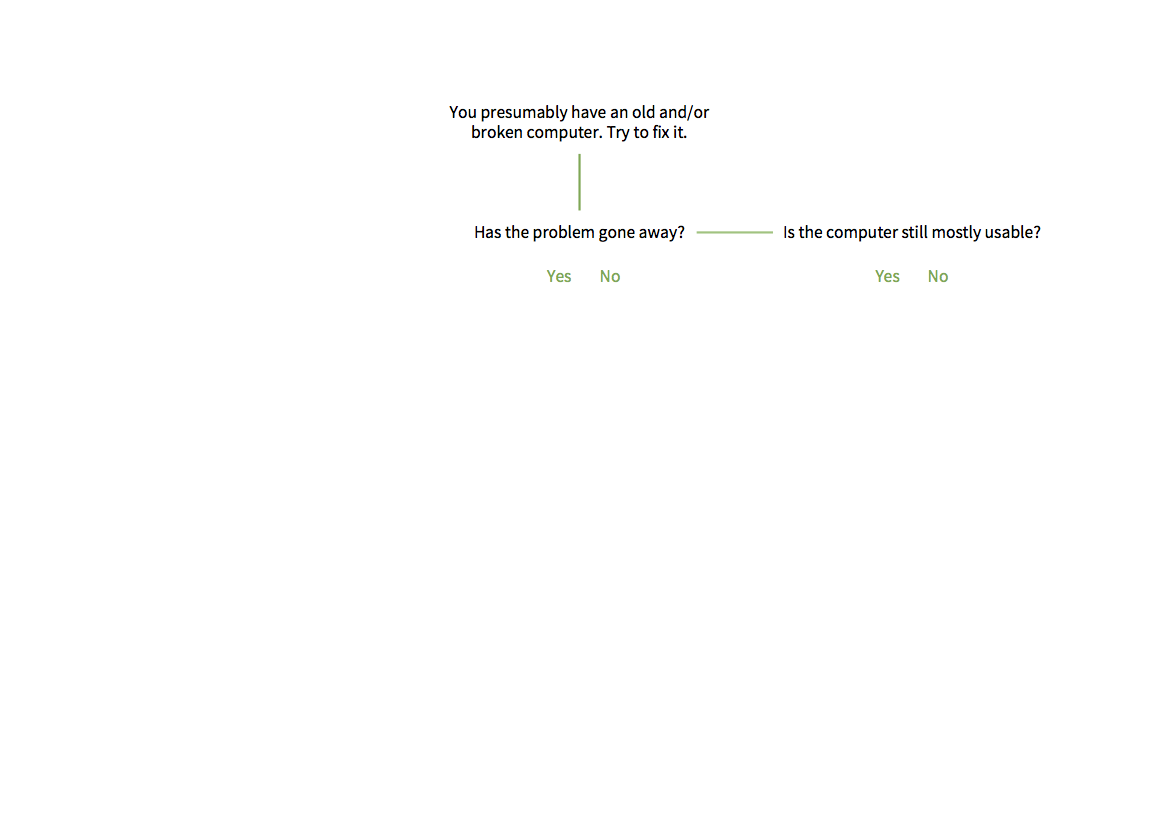 You presumably have an old and/or
broken computer. Try to fix it.
Has the problem gone away?
Is the computer still mostly usable?
Yes
No
Yes
No